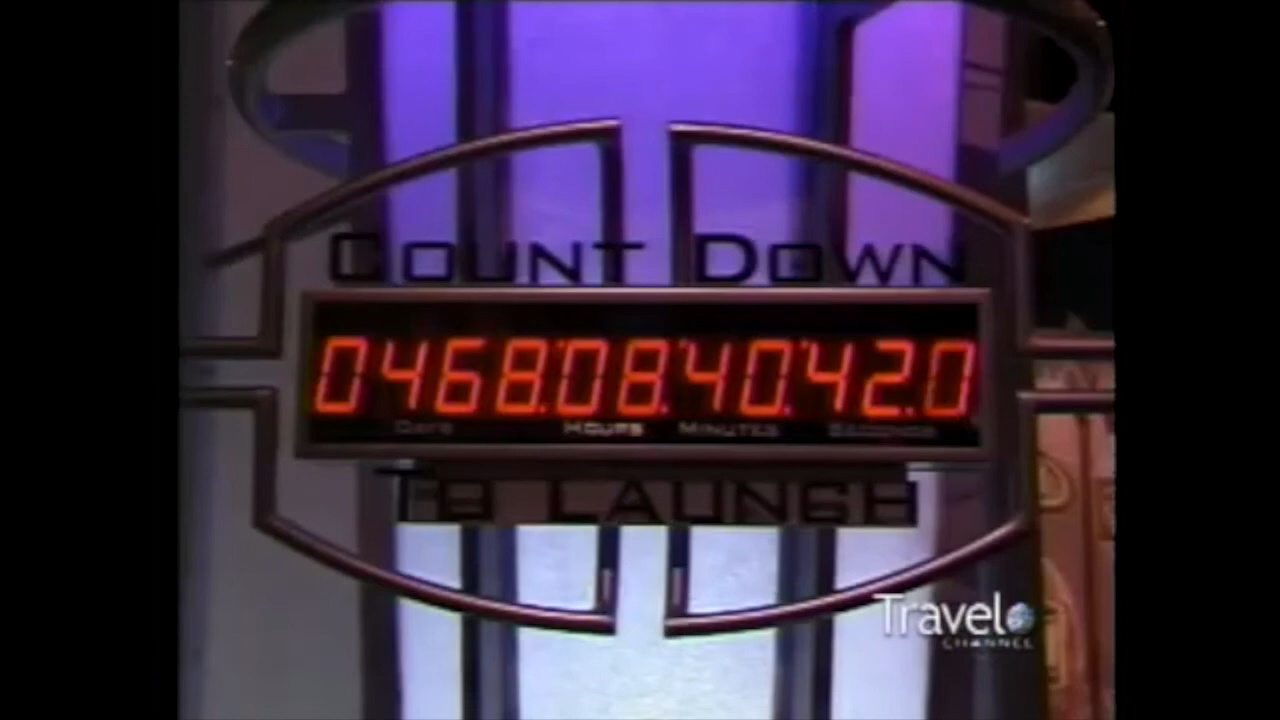 COUNT DOWN
0468:08:40:42.0
DAYS HOURS MINUTES SECONDS
TO LAUNCH
Travel
CHANNEL